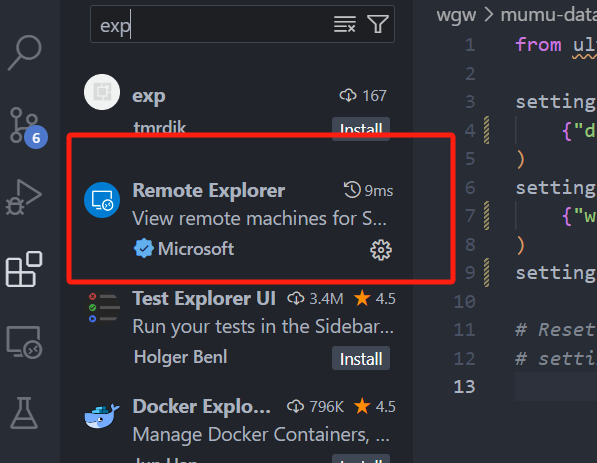 exp
exp
167
tmrdik
Install
Remote Explorer
9ms
View remote machines for S...
Microsoft
6
Test Explorer UI
3.4M
4.5
Run your tests in the Sidebar...
Holger Benl
Install
Docker Explo...
796K
4.5
Manage Docker Containers, ...
Install
wgw > mumu-data
1 from ul
2
3 setting
4 {"d
5 )
6 setting
7 {"w
8 )
9 setting
10
11 # Reset
12 # setti
13